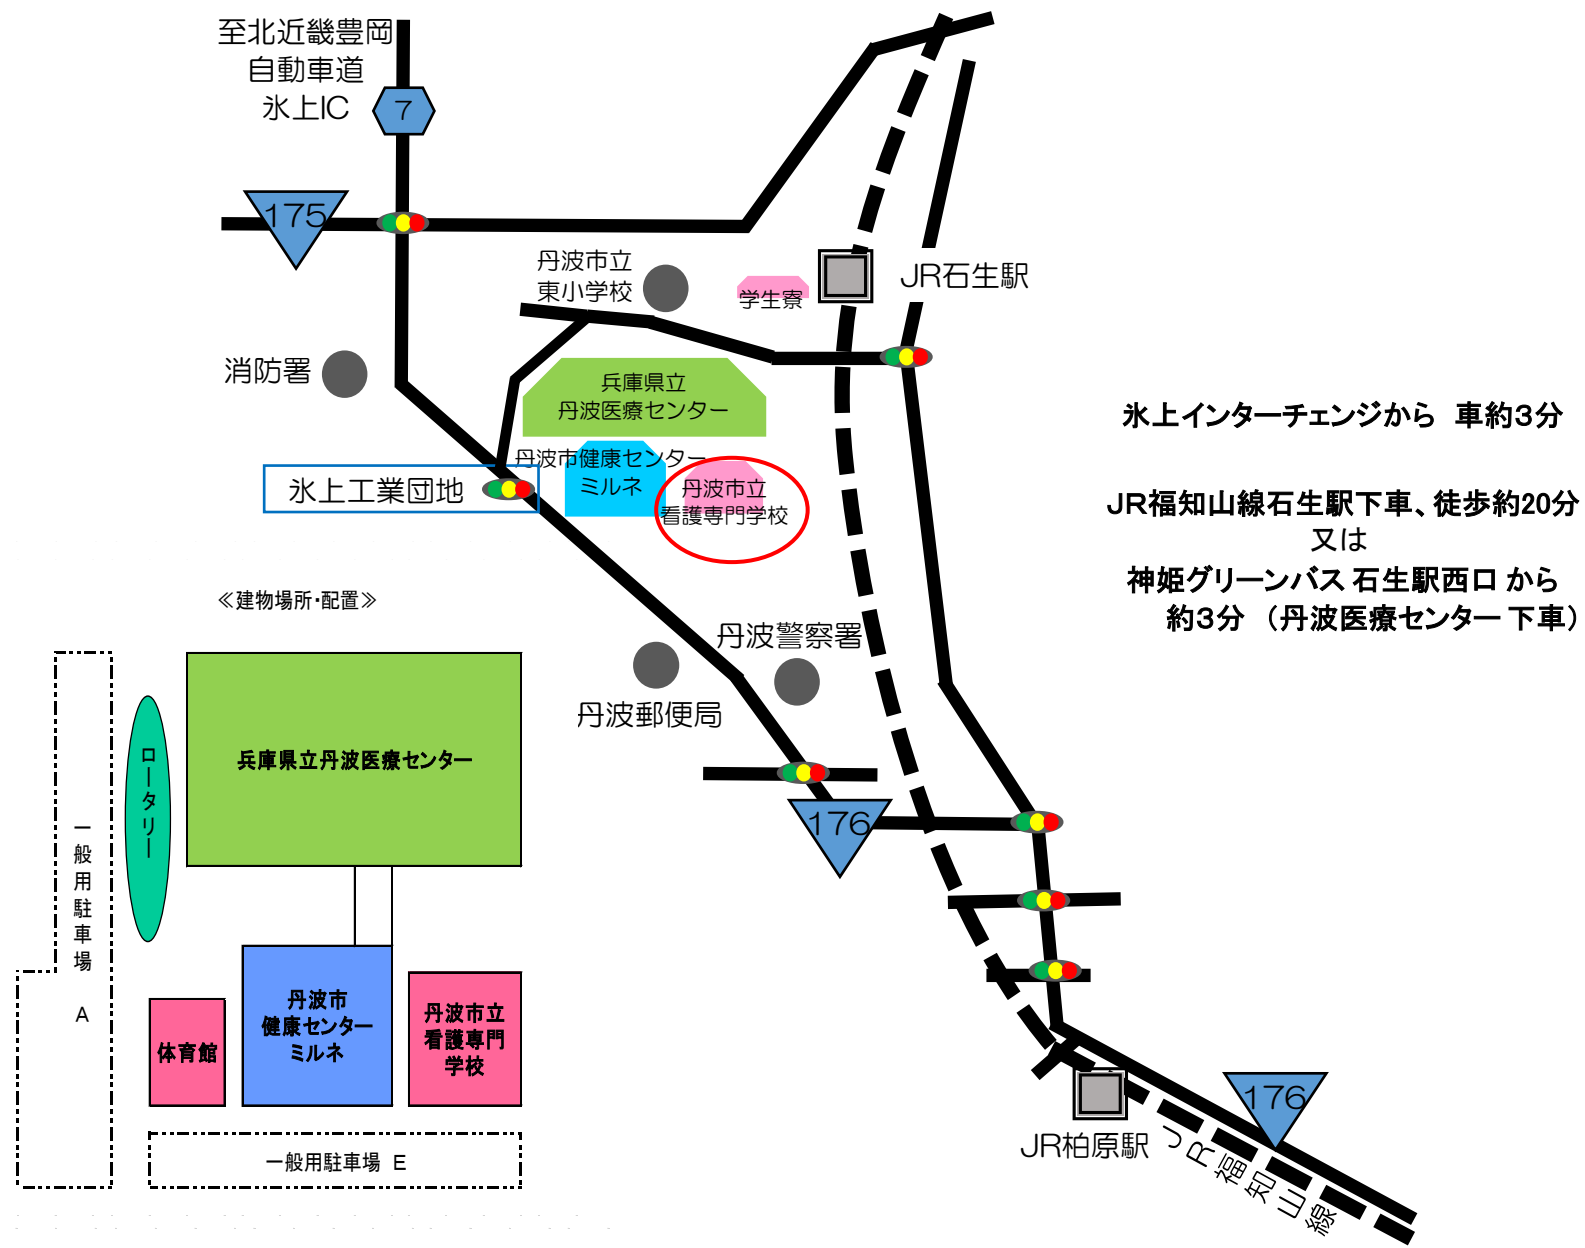 至北近畿豊岡
自動車道
氷上IC
7
175
丹波市立
東小学校
学生寮
JR石生駅
消防署
兵庫県立
丹波医療センター
丹波市健康センター
ミルネ
丹波市立
看護専門学校
氷上工業団地
氷上インターチェンジから 車約3分
JR福知山線石生駅下車、徒歩約20分
又は
神姫グリーンバス 石生駅西口 から
約3分 （丹波医療センター 下車）
≪建物場所・配置≫
丹波警察署
丹波郵便局
176
兵庫県立丹波医療センター
ロータリー
一般用駐車場 A
丹波市
健康センター
ミルネ
丹波市立
看護専門
学校
体育館
一般用駐車場 E
176
JR柏原駅
JR福知山線